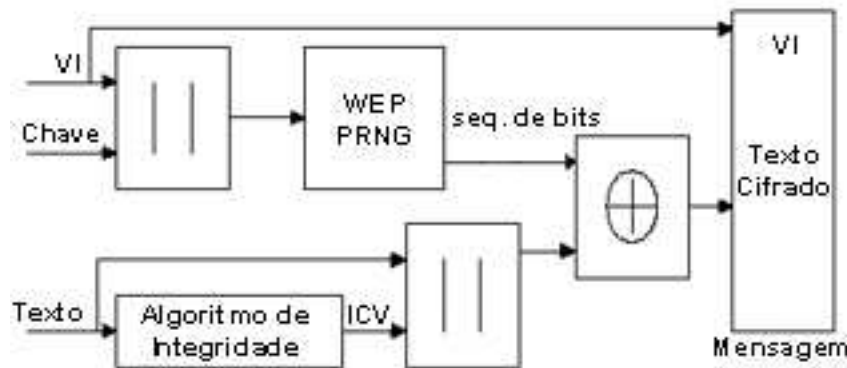 VI
VI
WEP
PRNG
seq. de bits
Chave
Texto
Cifrado
Texto
Algoritmo de
Integridade
ICV
Mensagem